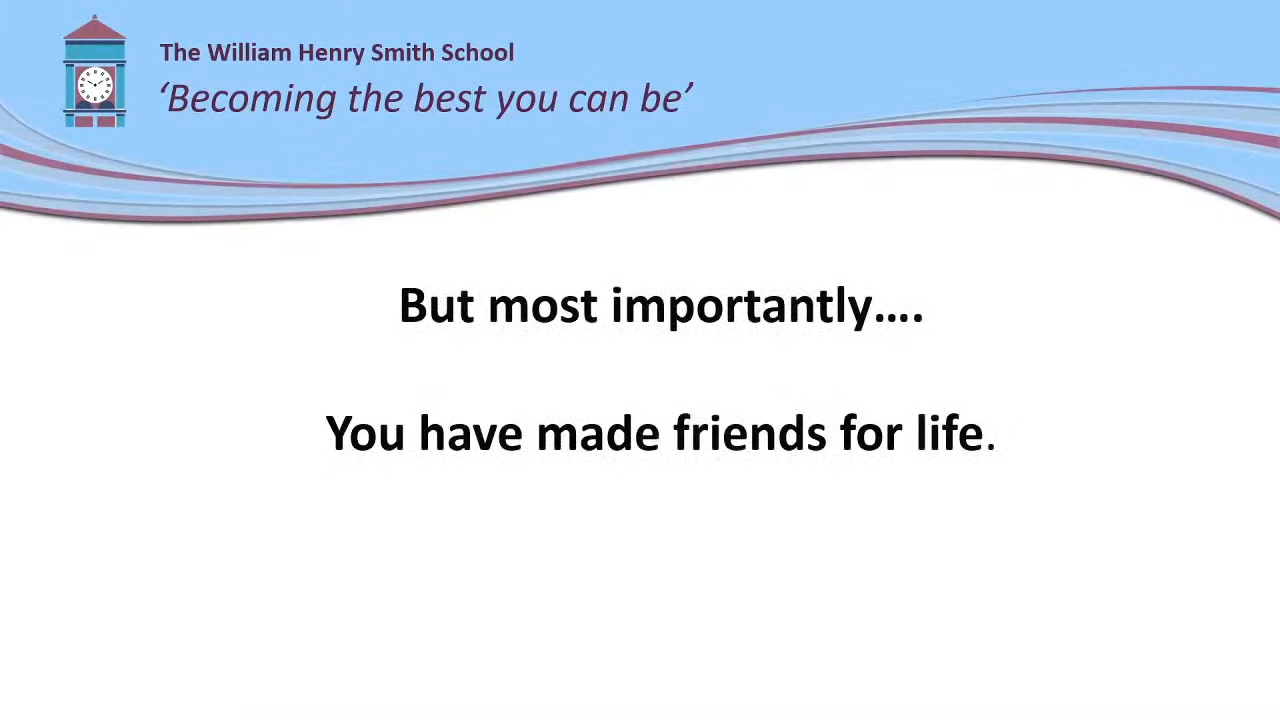 The William Henry Smith School
‘Becoming the best you can be’
But most importantly….
You have made friends for life.